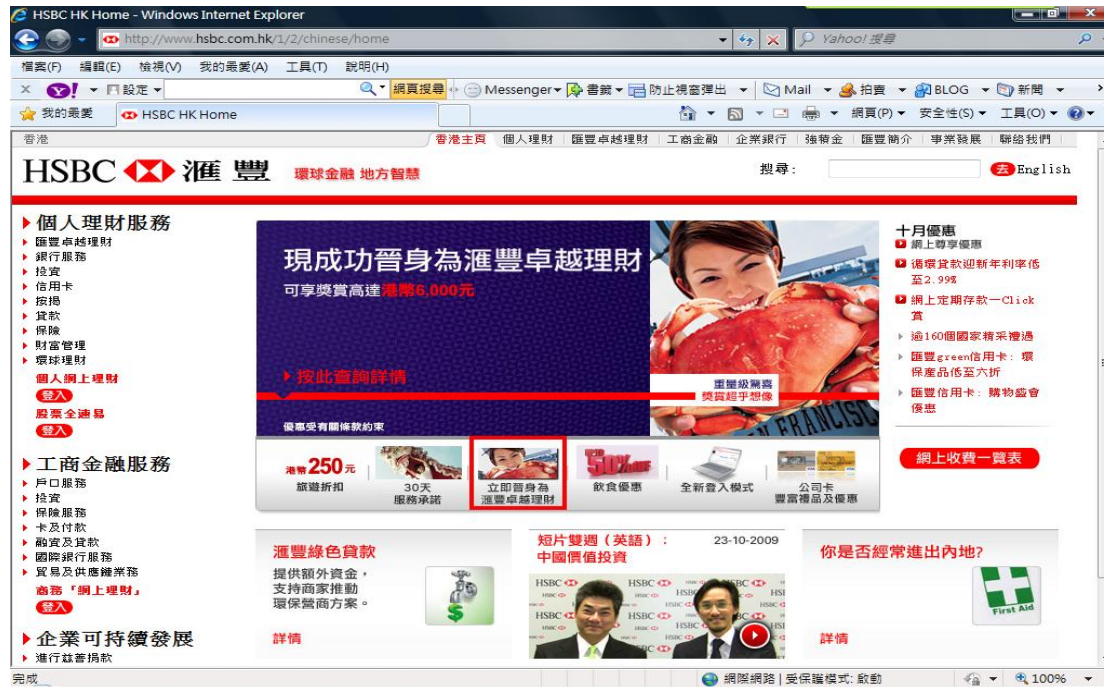 HSBC HK Home - Windows Internet Explorer
http://www.hsbc.com.hk/1/2/chinese/home
Yahoo! 搜尋
檔案(F) 編輯(E) 檢視(V) 我的最愛(A) 工具(T) 說明(H)
Y! 設定 網頁搜尋 Messenger 書籤 防止視窗彈出 Mail 拍賣 BLOG 新聞
我的最愛 HSBC HK Home 網頁(P) 安全性(S) 工具(O)
香港 香港主頁 個人理財 匯豐卓越理財 工商金融 企業銀行 強積金 匯豐簡介 事業發展 聯絡我們
HSBC 滙豐 環球金融 地方智慧 搜尋: 去 English
個人理財服務
匯豐卓越理財
銀行服務
投資
信用卡
按揭
貸款
保險
財富管理
環球理財
個人網上理財
登入
股票全速易
登入
工商金融服務
戶口服務
投資
保險服務
卡及付款
融資及貸款
國際銀行服務
貿易及供應鏈業務
商務「網上理財」
登入
企業可持續發展
進行慈善捐款
現成功晉身為滙豐卓越理財
可享獎賞高達港幣6,000元
按此查詢詳情
優惠受有關條款約束
重量級驚喜
獎賞超乎想像
港幣250元
旅遊折扣
30天
服務承諾
立即晉身為
滙豐卓越理財
50%
飲食優惠
全新登入模式
公司卡
豐富禮品及優惠
滙豐綠色貸款
提供額外資金，
支持商家推動
環保營商方案。
詳情
短片雙週（英語）： 23-10-2009
中國價值投資
HSBC
你是否經常進出內地?
First Aid
詳情
十月優惠
網上尊享優惠
循環貸款迎新年利率低
至2.99%
網上定期存款一Click
賞
逾160個國家精采禮遇
匯豐green信用卡: 環
保產品低至六折
匯豐信用卡: 購物盛會
優惠
網上收費一覽表
完成 網際網路 | 受保護模式: 啟動 100%